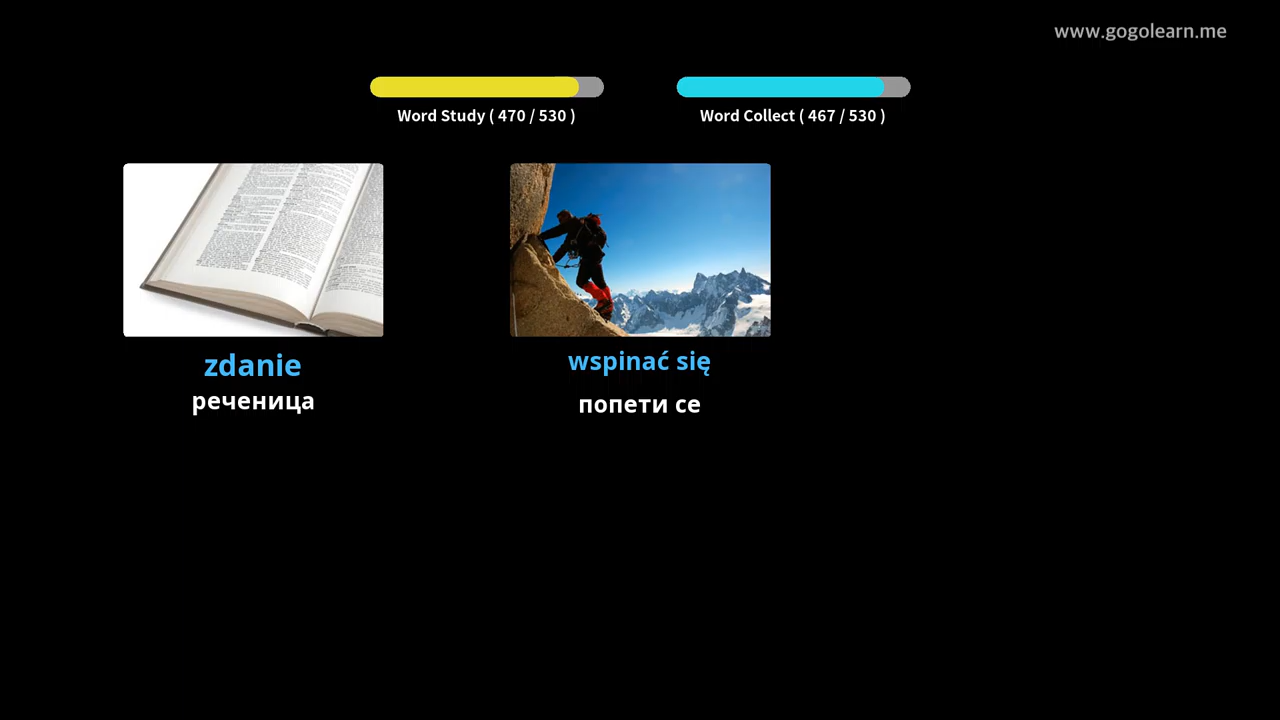 www.gogolearn.me
Word Study ( 470 / 530 )
Word Collect ( 467 / 530 )
zdanie
реченица
wspinać się
попети се